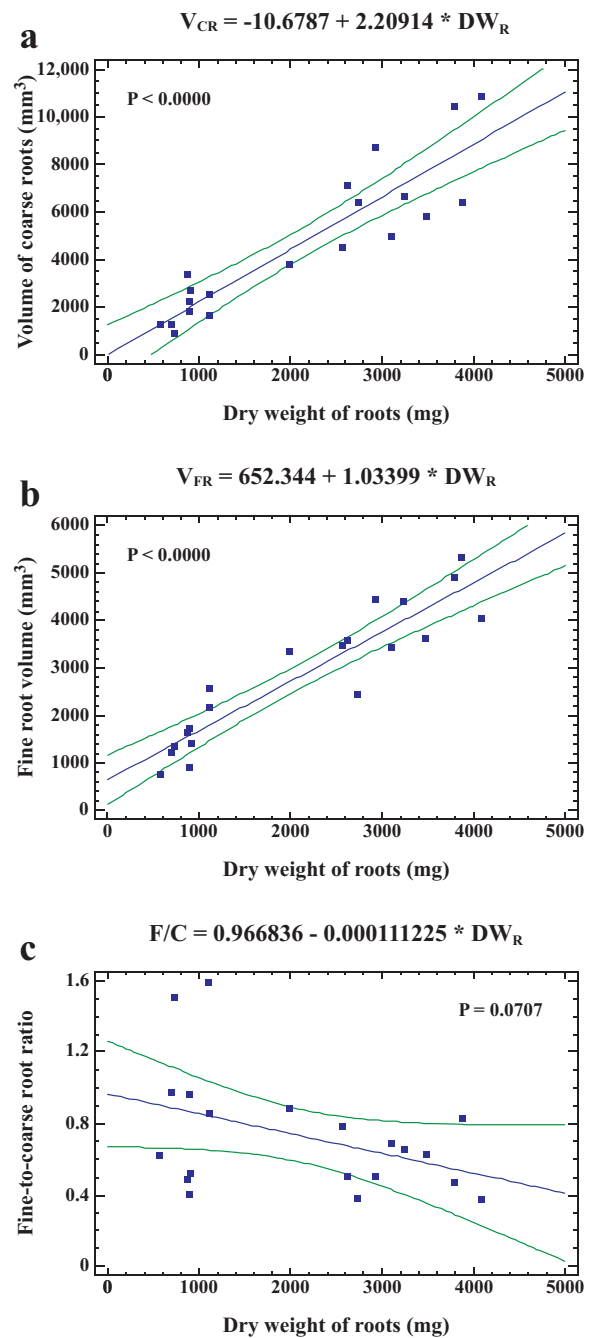 a
V_CR = -10.6787 + 2.20914 * DW_R
P < 0.0000
Volume of coarse roots (mm³)
12,000
10,000
8000
6000
4000
2000
0
0 1000 2000 3000 4000 5000
Dry weight of roots (mg)
b
V_FR = 652.344 + 1.03399 * DW_R
P < 0.0000
Fine root volume (mm³)
6000
5000
4000
3000
2000
1000
0
0 1000 2000 3000 4000 5000
Dry weight of roots (mg)
c
F/C = 0.966836 - 0.000111225 * DW_R
P = 0.0707
Fine-to-coarse root ratio
1.6
1.2
0.8
0.4
0
0 1000 2000 3000 4000 5000
Dry weight of roots (mg)